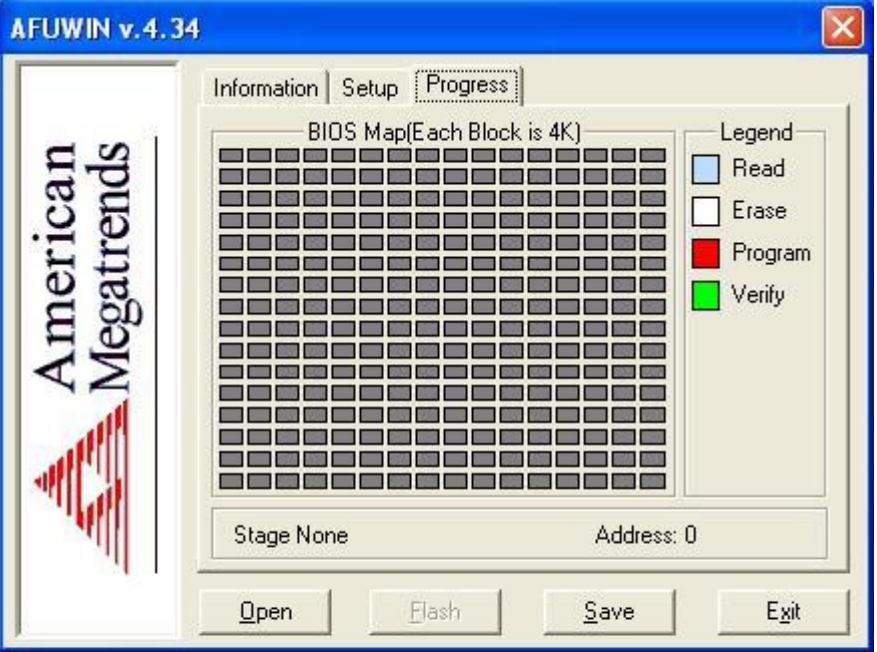 AFUWIN v.4.34
American
Megatrends
Information
Setup
Progress
BIOS Map(Each Block is 4K)
Legend
Read
Erase
Program
Verify
Stage None
Address: 0
Open
Flash
Save
Exit